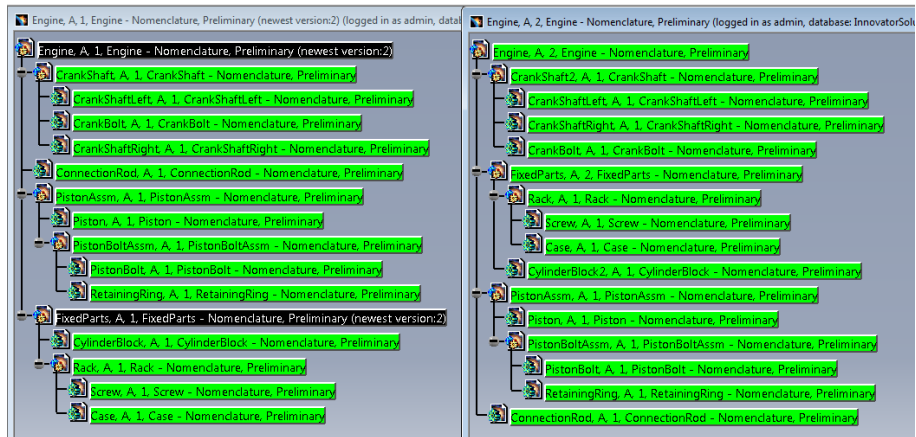 Engine, A, 1, Engine - Nomenclature, Preliminary (newest version:2) (logged in as admin, datal
Engine, A, 1, Engine - Nomenclature, Preliminary (newest version:2)
CrankShaft, A, 1, CrankShaft - Nomenclature, Preliminary
CrankShaftLeft, A, 1, CrankShaftLeft - Nomenclature, Preliminary
CrankBolt, A, 1, CrankBolt - Nomenclature, Preliminary
CrankShaftRight, A, 1, CrankShaftRight - Nomenclature, Preliminary
ConnectionRod, A, 1, ConnectionRod - Nomenclature, Preliminary
PistonAssm, A, 1, PistonAssm - Nomenclature, Preliminary
Piston, A, 1, Piston - Nomenclature, Preliminary
PistonBoltAssm, A, 1, PistonBoltAssm - Nomenclature, Preliminary
PistonBolt, A, 1, PistonBolt - Nomenclature, Preliminary
RetainingRing, A, 1, RetainingRing - Nomenclature, Preliminary
FixedParts, A, 1, FixedParts - Nomenclature, Preliminary (newest version:2)
CylinderBlock, A, 1, CylinderBlock - Nomenclature, Preliminary
Rack, A, 1, Rack - Nomenclature, Preliminary
Screw, A, 1, Screw - Nomenclature, Preliminary
Case, A, 1, Case - Nomenclature, Preliminary
Engine, A, 2, Engine - Nomenclature, Preliminary (logged in as admin, database: InnovatorSolu
Engine, A, 2, Engine - Nomenclature, Preliminary
CrankShaft2, A, 1, CrankShaft - Nomenclature, Preliminary
CrankShaftLeft, A, 1, CrankShaftLeft - Nomenclature, Preliminary
CrankShaftRight, A, 1, CrankShaftRight - Nomenclature, Preliminary
CrankBolt, A, 1, CrankBolt - Nomenclature, Preliminary
FixedParts, A, 2, FixedParts - Nomenclature, Preliminary
Rack, A, 1, Rack - Nomenclature, Preliminary
Screw, A, 1, Screw - Nomenclature, Preliminary
Case, A, 1, Case - Nomenclature, Preliminary
CylinderBlock2, A, 1, CylinderBlock - Nomenclature, Preliminary
PistonAssm, A, 1, PistonAssm - Nomenclature, Preliminary
Piston, A, 1, Piston - Nomenclature, Preliminary
PistonBoltAssm, A, 1, PistonBoltAssm - Nomenclature, Preliminary
PistonBolt, A, 1, PistonBolt - Nomenclature, Preliminary
RetainingRing, A, 1, RetainingRing - Nomenclature, Preliminary
ConnectionRod, A, 1, ConnectionRod - Nomenclature, Preliminary